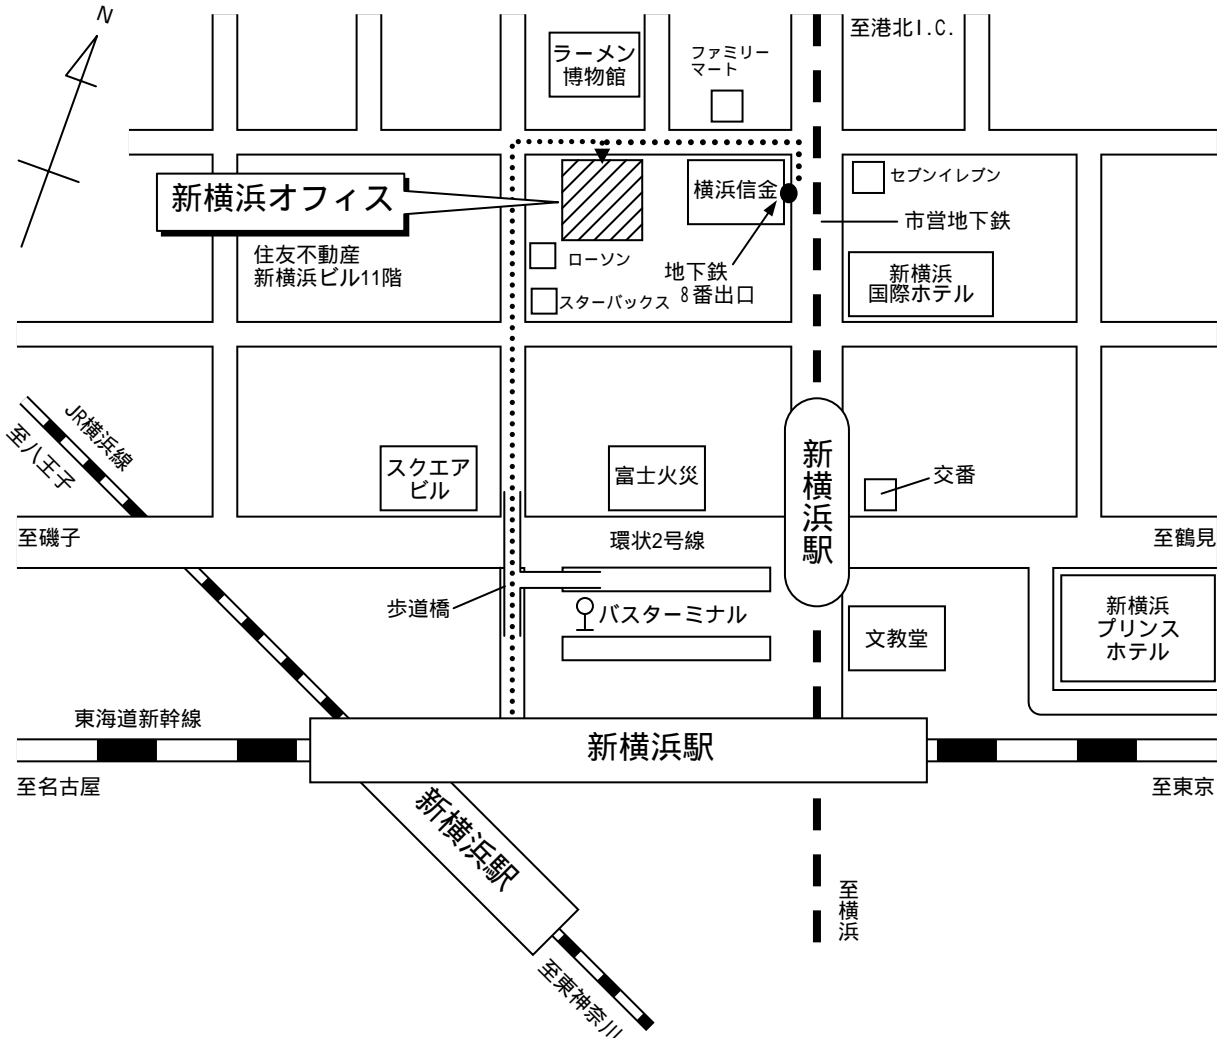 N
至港北I.C.
ラーメン
博物館
ファミリー
マート
新横浜オフィス
住友不動産
新横浜ビル11階
横浜信金
セブンイレブン
市営地下鉄
ローソン
スターバックス
地下鉄
8番出口
新横浜
国際ホテル
JR横浜線
至八王子
スクエア
ビル
富士火災
新横浜駅
交番
至磯子
環状2号線
至鶴見
歩道橋
バスターミナル
文教堂
新横浜
プリンス
ホテル
東海道新幹線
新横浜駅
至名古屋
至東京
新横浜駅
至横浜
至東神奈川